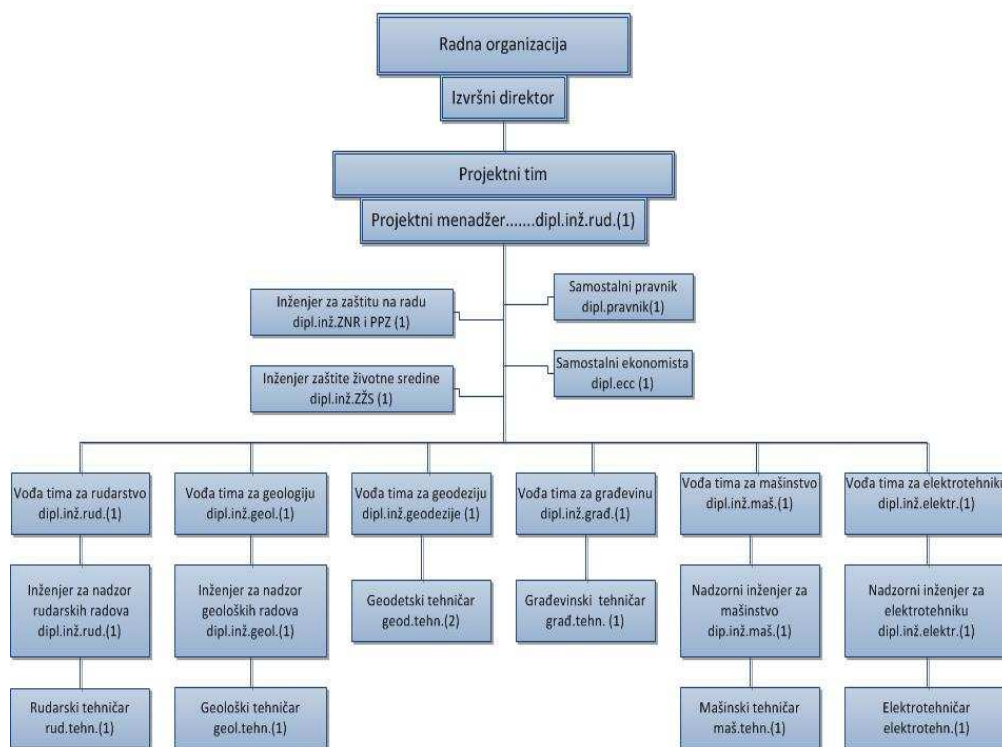 Radna organizacija
Izvršni direktor
Projektni tim
Projektni menadžer.......dipl.inž.rud.(1)
Inženjer za zaštitu na radu
dipl.inž.ZNR i PPZ (1)
Samostalni pravnik
dipl.pravnik(1)
Inženjer zaštite životne sredine
dipl.inž.ZŽS (1)
Samostalni ekonomista
dipl.ecc (1)
Vođa tima za rudarstvo
dipl.inž.rud.(1)
Vođa tima za geologiju
dipl.inž.geol.(1)
Vođa tima za geodeziju
dipl.inž.geodezije (1)
Vođa tima za građevinu
dipl.inž.građ.(1)
Vođa tima za mašinstvo
dipl.inž.maš.(1)
Vođa tima za elektrotehniku
dipl.inž.elektr.(1)
Inženjer za nadzor
rudarskih radova
dipl.inž.rud.(1)
Inženjer za nadzor
geoloških radova
dipl.inž.geol.(1)
Geodetski tehničar
geod.tehn.(2)
Građevinski tehničar
građ.tehn. (1)
Nadzorni inženjer za
mašinstvo
dip.inž.maš.(1)
Nadzorni inženjer za
elektrotehniku
dipl.inž.elektr.(1)
Rudarski tehničar
rud.tehn.(1)
Geološki tehničar
geol.tehn.(1)
Mašinski tehničar
maš.tehn.(1)
Elektrotehničar
elektrotehn.(1)